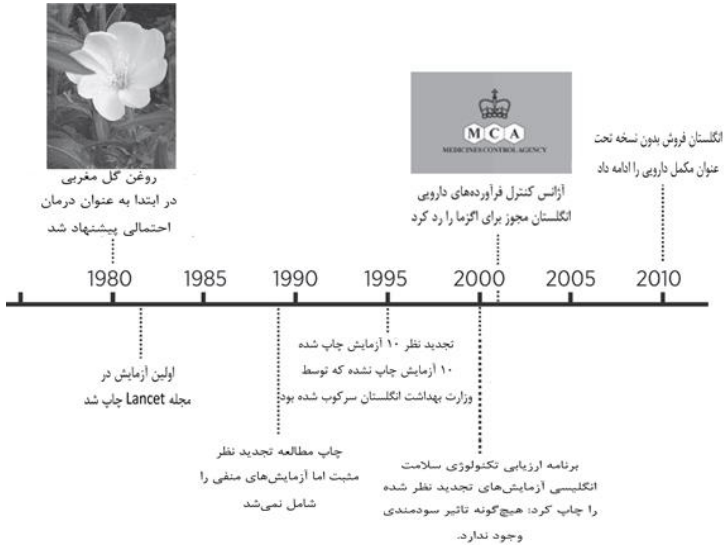 روغن گل مغربی
در ابتدا به عنوان درمان
احتمالی پیشنهاد شد
MCA
MEDICINES CONTROL AGENCY
آژانس کنترل فرآورده‌های دارویی
انگلستان مجوز برای اگزما را رد کرد
انگلستان فروش بدون نسخه تحت
عنوان مکمل دارویی را ادامه داد
1980 1985 1990 1995 2000 2005 2010
اولین آزمایش در
مجله Lancet چاپ شد
چاپ مطالعه تجدید نظر
مثبت اما آزمایش‌های منفی را
شامل نمی‌شد
تجدید نظر ۱۰ آزمایش چاپ شده
۱۰ آزمایش چاپ نشده که توسط
وزارت بهداشت انگلستان سرکوب شده بود
برنامه ارزیابی تکنولوژی سلامت
انگلیسی آزمایش‌های تجدید نظر شده
را چاپ کرد: هیچ‌گونه تاثیر سودمندی
وجود ندارد.